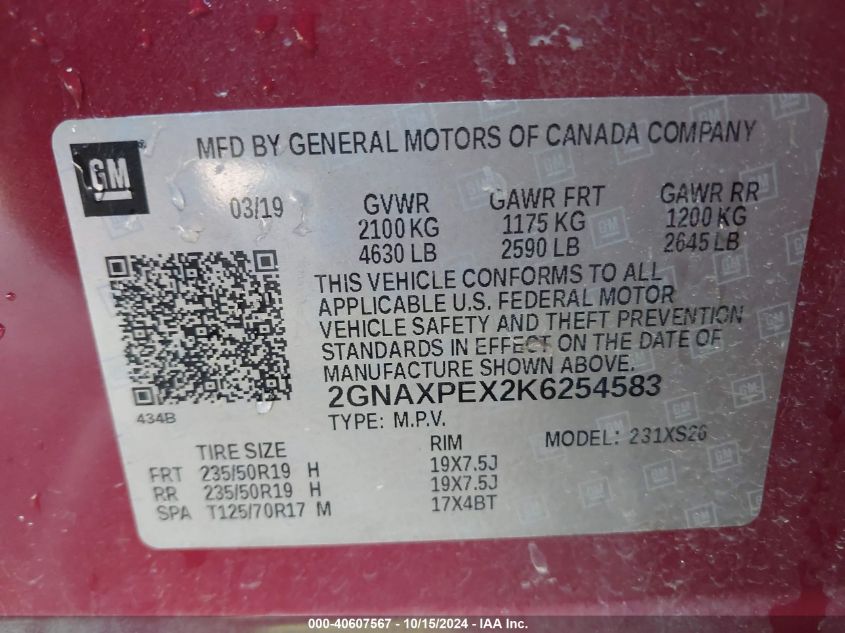 MFD BY GENERAL MOTORS OF CANADA COMPANY
GM
03/19 GVWR GAWR FRT GAWR RR
2100 KG 1175 KG 1200 KG
4630 LB 2590 LB 2645 LB
THIS VEHICLE CONFORMS TO ALL
APPLICABLE U.S. FEDERAL MOTOR
VEHICLE SAFETY AND THEFT PREVENTION
STANDARDS IN EFFECT ON THE DATE OF
MANUFACTURE SHOWN ABOVE.
2GNAXPEX2K6254583
434B
TYPE: M.P.V. MODEL: 231XS26
TIRE SIZE RIM
FRT 235/50R19 H 19X7.5J
RR 235/50R19 H 19X7.5J
SPA T125/70R17 M 17X4BT
000-40607567 - 10/15/2024 - IAA Inc.